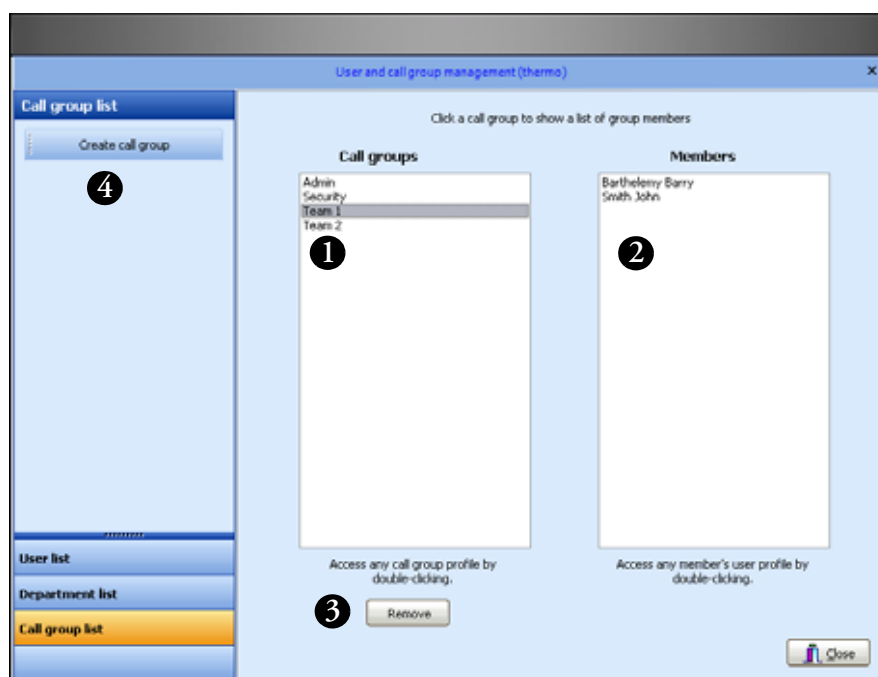 User and call group management (thermo)
x
Call group list
Create call group
4
Click a call group to show a list of group members
Call groups
Admin
Security
Team 1
Team 2
1
Members
Barthelemy Barry
Smith John
2
Access any call group profile by
double-clicking.
3
Remove
Access any member's user profile by
double-clicking.
User list
Department list
Call group list
Close